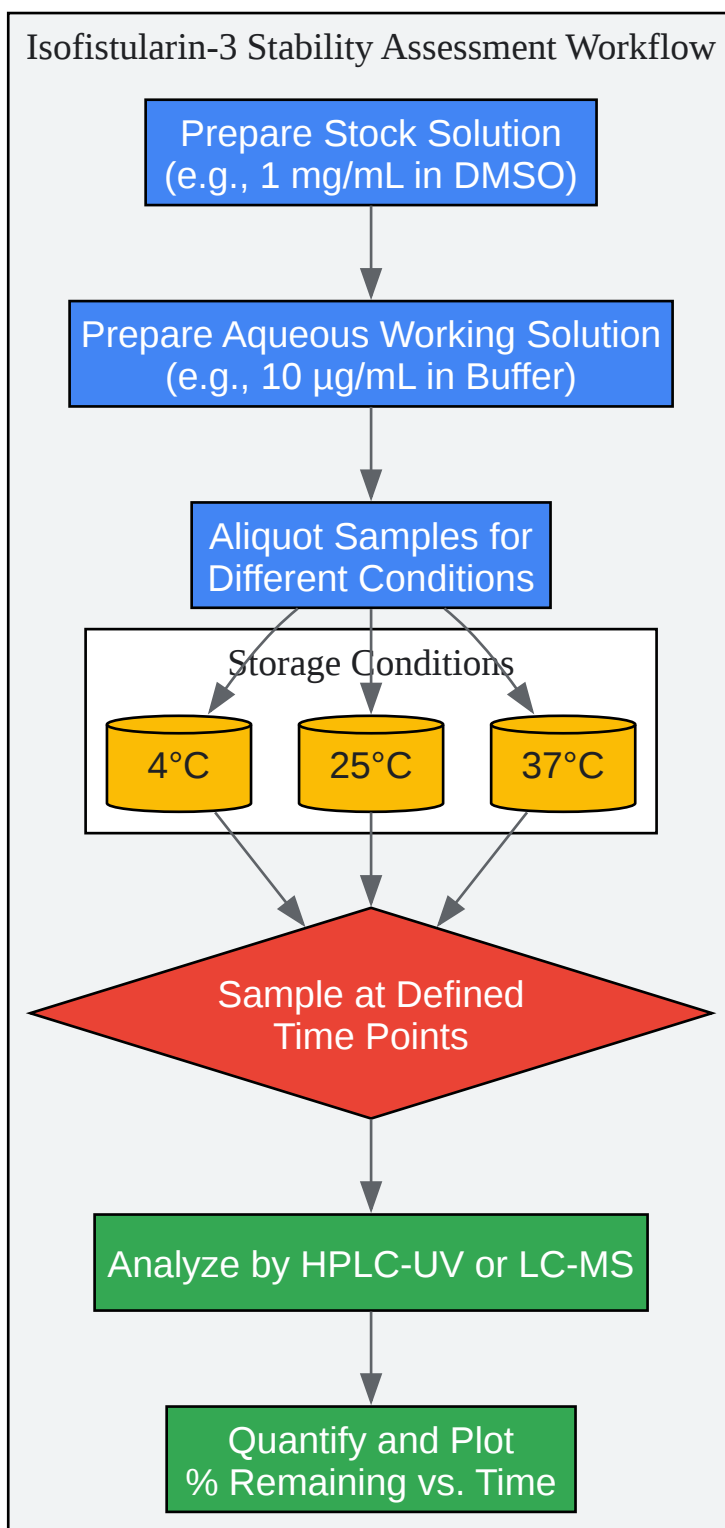 Isofistularin-3 Stability Assessment Workflow
Prepare Stock Solution
(e.g., 1 mg/mL in DMSO)
Prepare Aqueous Working Solution
(e.g., 10 µg/mL in Buffer)
Aliquot Samples for
Different Conditions
Storage Conditions
4°C
25°C
37°C
Sample at Defined
Time Points
Analyze by HPLC-UV or LC-MS
Quantify and Plot
% Remaining vs. Time